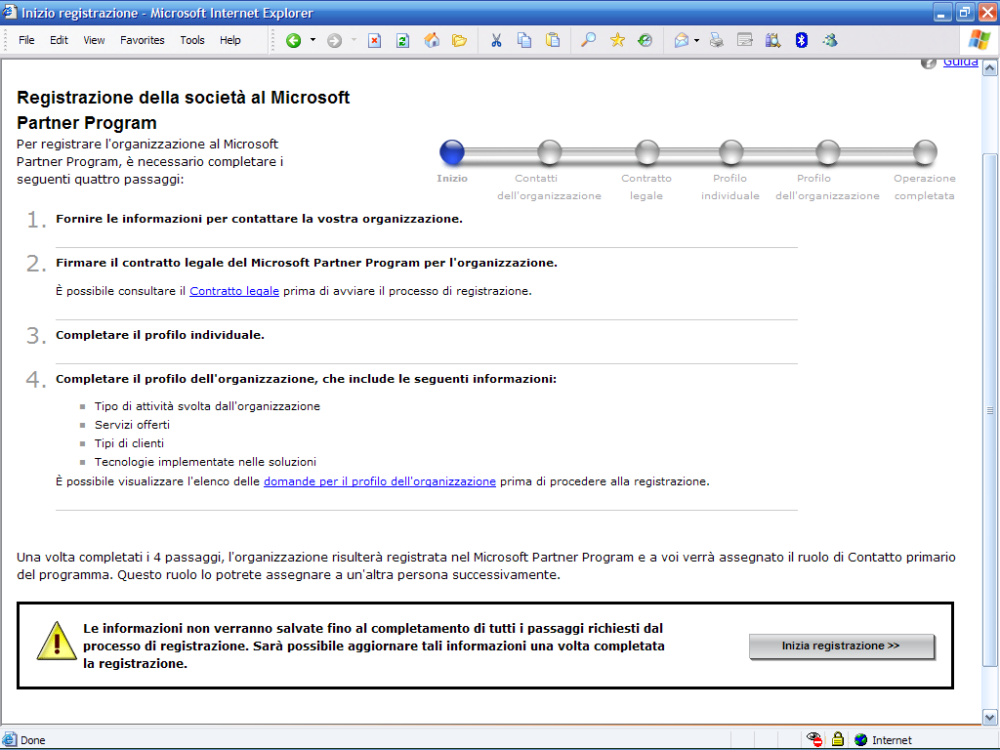 Inizio registrazione - Microsoft Internet Explorer
File Edit View Favorites Tools Help
Guida
Registrazione della società al Microsoft
Partner Program
Per registrare l'organizzazione al Microsoft
Partner Program, è necessario completare i
seguenti quattro passaggi:
Inizio
Contatti
dell'organizzazione
Contratto
legale
Profilo
individuale
Profilo
dell'organizzazione
Operazione
completata
1. Fornire le informazioni per contattare la vostra organizzazione.
2. Firmare il contratto legale del Microsoft Partner Program per l'organizzazione.
È possibile consultare il Contratto legale prima di avviare il processo di registrazione.
3. Completare il profilo individuale.
4. Completare il profilo dell'organizzazione, che include le seguenti informazioni:
Tipo di attività svolta dall'organizzazione
Servizi offerti
Tipi di clienti
Tecnologie implementate nelle soluzioni
È possibile visualizzare l'elenco delle domande per il profilo dell'organizzazione prima di procedere alla registrazione.
Una volta completati i 4 passaggi, l'organizzazione risulterà registrata nel Microsoft Partner Program e a voi verrà assegnato il ruolo di Contatto primario
del programma. Questo ruolo lo potrete assegnare a un'altra persona successivamente.
Le informazioni non verranno salvate fino al completamento di tutti i passaggi richiesti dal
processo di registrazione. Sarà possibile aggiornare tali informazioni una volta completata
la registrazione.
Inizia registrazione >>
Done
Internet